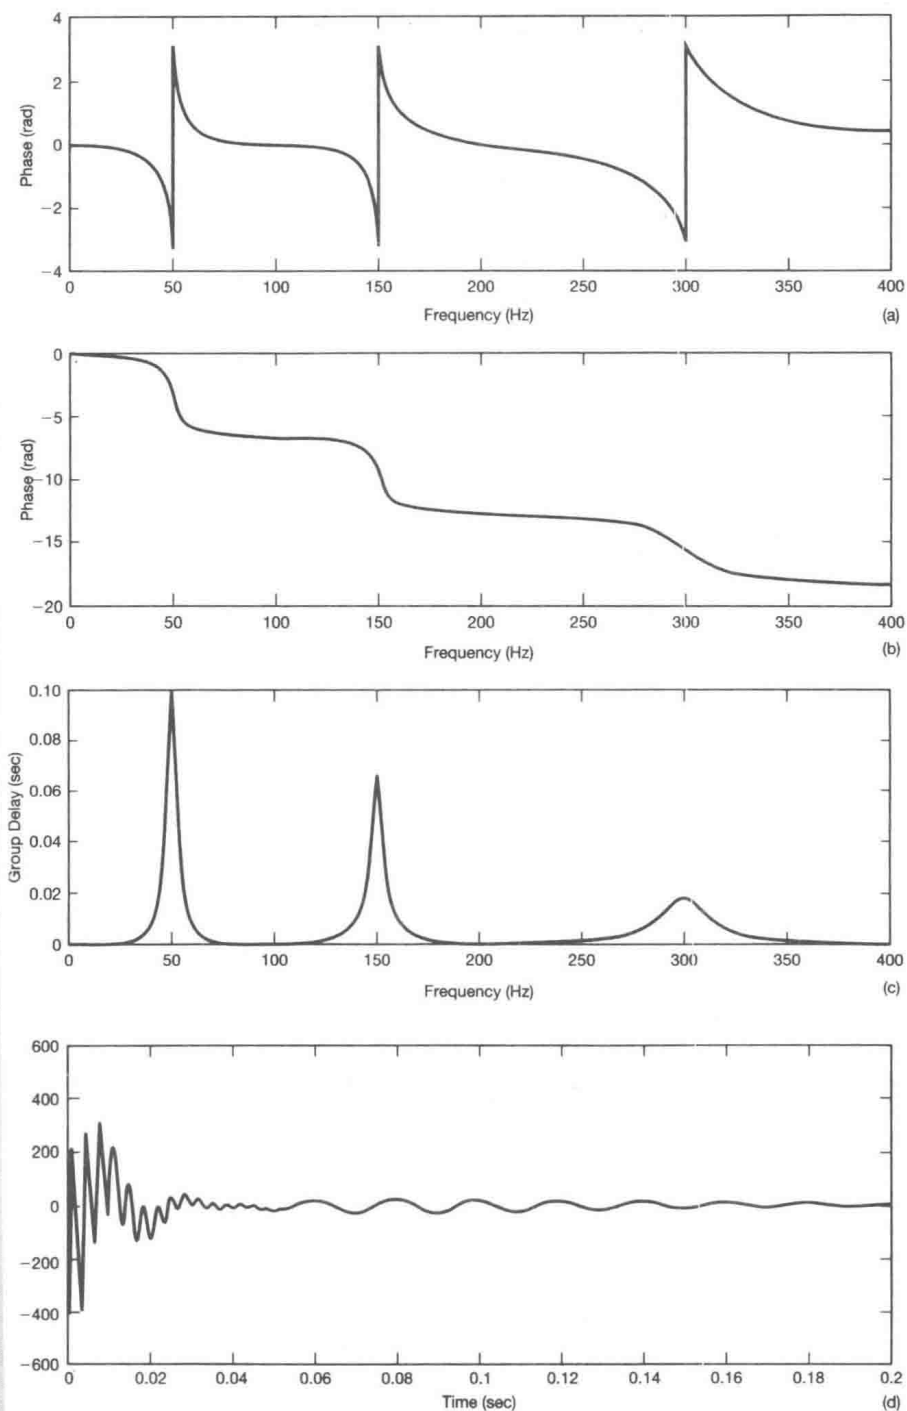 4
2
0
−2
−4
Phase (rad)
0 50 100 150 200 250 300 350 400
Frequency (Hz)
(a)
0
−5
−10
−15
−20
Phase (rad)
0 50 100 150 200 250 300 350 400
Frequency (Hz)
(b)
0.10
0.08
0.06
0.04
0.02
0
Group Delay (sec)
0 50 100 150 200 250 300 350 400
Frequency (Hz)
(c)
600
400
200
0
−200
−400
−600
0 0.02 0.04 0.06 0.08 0.1 0.12 0.14 0.16 0.18 0.2
Time (sec)
(d)